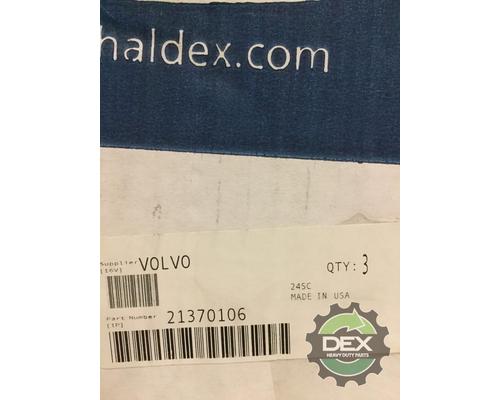 haldex.com
Supplier VOLVO
[16V]
QTY: 3
24SC
MADE IN USA
Part Number 21370106
[1P]
DEX
HEAVY DUTY PARTS